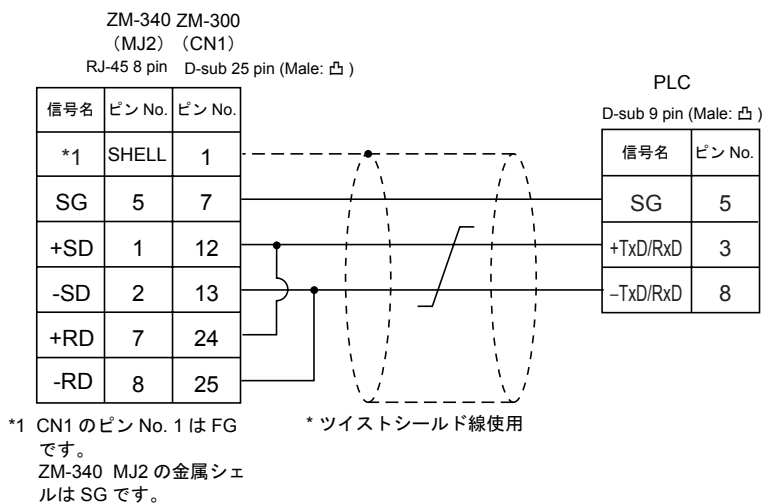 ZM-340 ZM-300
（MJ2）（CN1）
RJ-45 8 pin D-sub 25 pin (Male: 凸 )
信号名 ピン No. ピン No.
*1 SHELL 1
SG 5 7
+SD 1 12
-SD 2 13
+RD 7 24
-RD 8 25
PLC
D-sub 9 pin (Male: 凸 )
信号名 ピン No.
SG 5
+TxD/RxD 3
−TxD/RxD 8
* ツイストシールド線使用
*1 CN1 のピン No. 1 は FG
です。
ZM-340 MJ2 の金属シェ
ルは SG です。